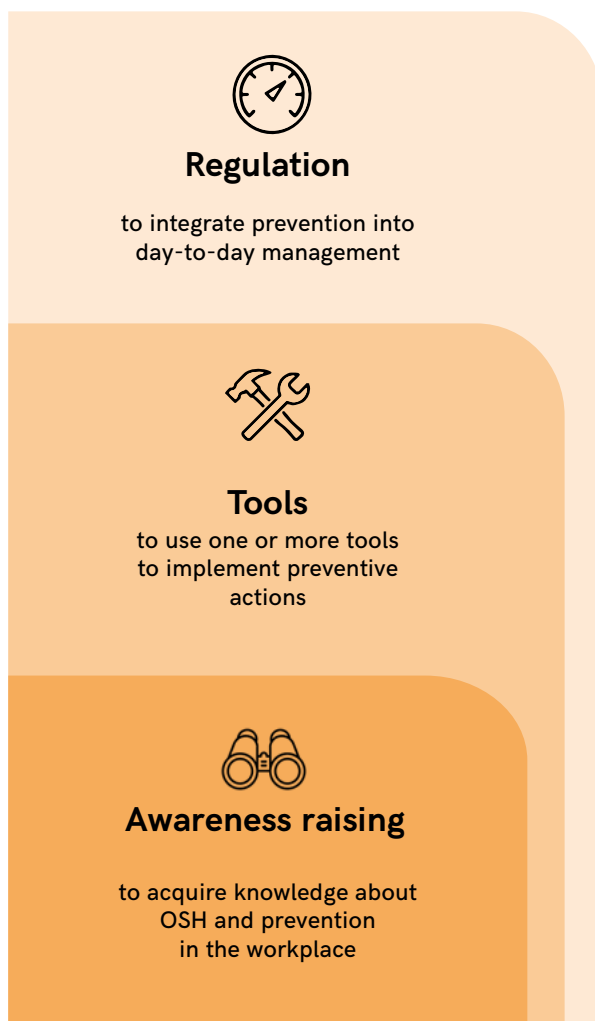 Regulation
to integrate prevention into
day-to-day management
Tools
to use one or more tools
to implement preventive
actions
Awareness raising
to acquire knowledge about
OSH and prevention
in the workplace